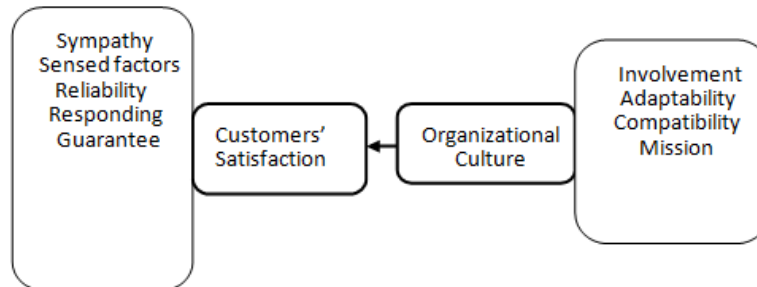 Sympathy
Sensed factors
Reliability
Responding
Guarantee
Customers’
Satisfaction
Organizational
Culture
Involvement
Adaptability
Compatibility
Mission